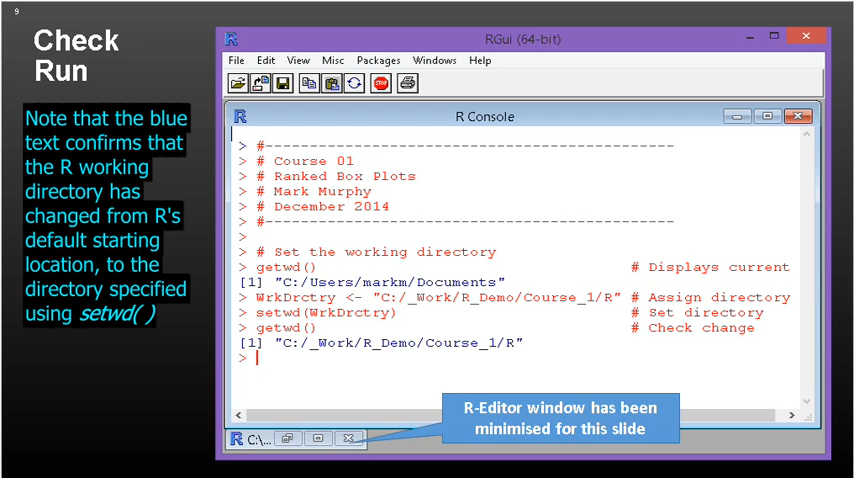 9
Check
Run
Note that the blue
text confirms that
the R working
directory has
changed from R's
default starting
location, to the
directory specified
using setwd( )
RGui (64-bit)
File Edit View Misc Packages Windows Help
STOP
R Console
> #-----------------------------------------------
> # Course 01
> # Ranked Box Plots
> # Mark Murphy
> # December 2014
> #-----------------------------------------------
>
> # Set the working directory
> getwd() # Displays current
[1] "C:/Users/markm/Documents"
> WrkDrctry <- "C:/_Work/R_Demo/Course_1/R" # Assign directory
> setwd(WrkDrctry) # Set directory
> getwd() # Check change
[1] "C:/_Work/R_Demo/Course_1/R"
>
R-Editor window has been
minimised for this slide
R C:\...